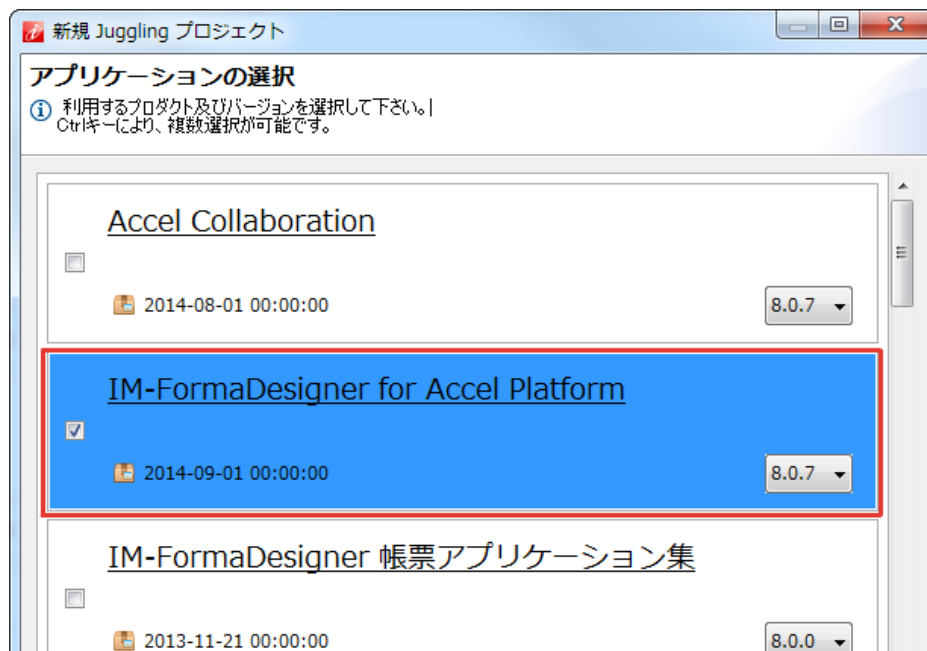 新規 Juggling プロジェクト
アプリケーションの選択
利用するプロダクト及びバージョンを選択して下さい。
Ctrlキーにより、複数選択が可能です。
Accel Collaboration
2014-08-01 00:00:00
8.0.7
IM-FormaDesigner for Accel Platform
2014-09-01 00:00:00
8.0.7
IM-FormaDesigner 帳票アプリケーション集
2013-11-21 00:00:00
8.0.0